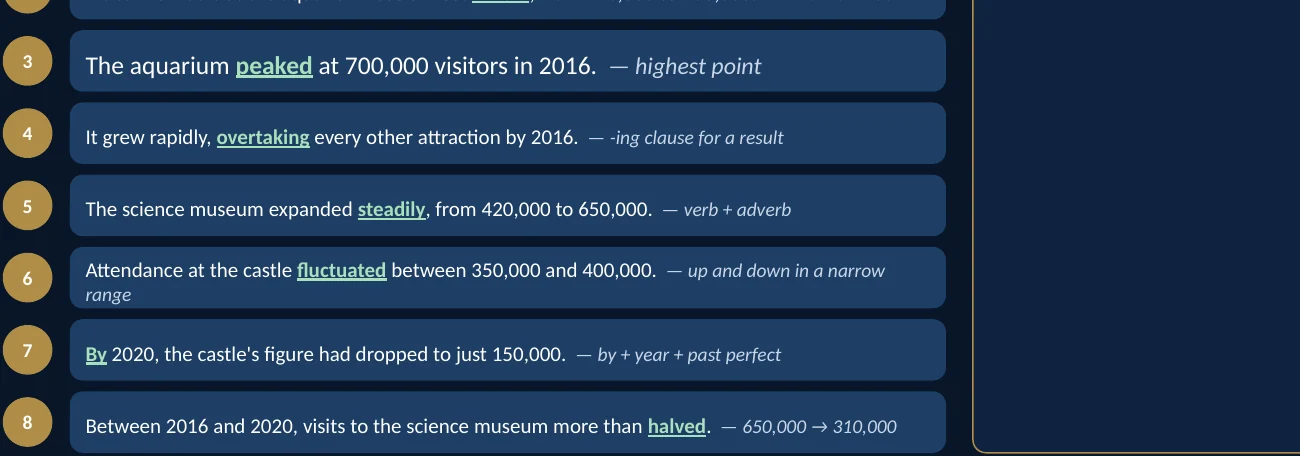 3
The aquarium peaked at 700,000 visitors in 2016. — highest point
4
It grew rapidly, overtaking every other attraction by 2016. — -ing clause for a result
5
The science museum expanded steadily, from 420,000 to 650,000. — verb + adverb
6
Attendance at the castle fluctuated between 350,000 and 400,000. — up and down in a narrow
range
7
By 2020, the castle's figure had dropped to just 150,000. — by + year + past perfect
8
Between 2016 and 2020, visits to the science museum more than halved. — 650,000 → 310,000